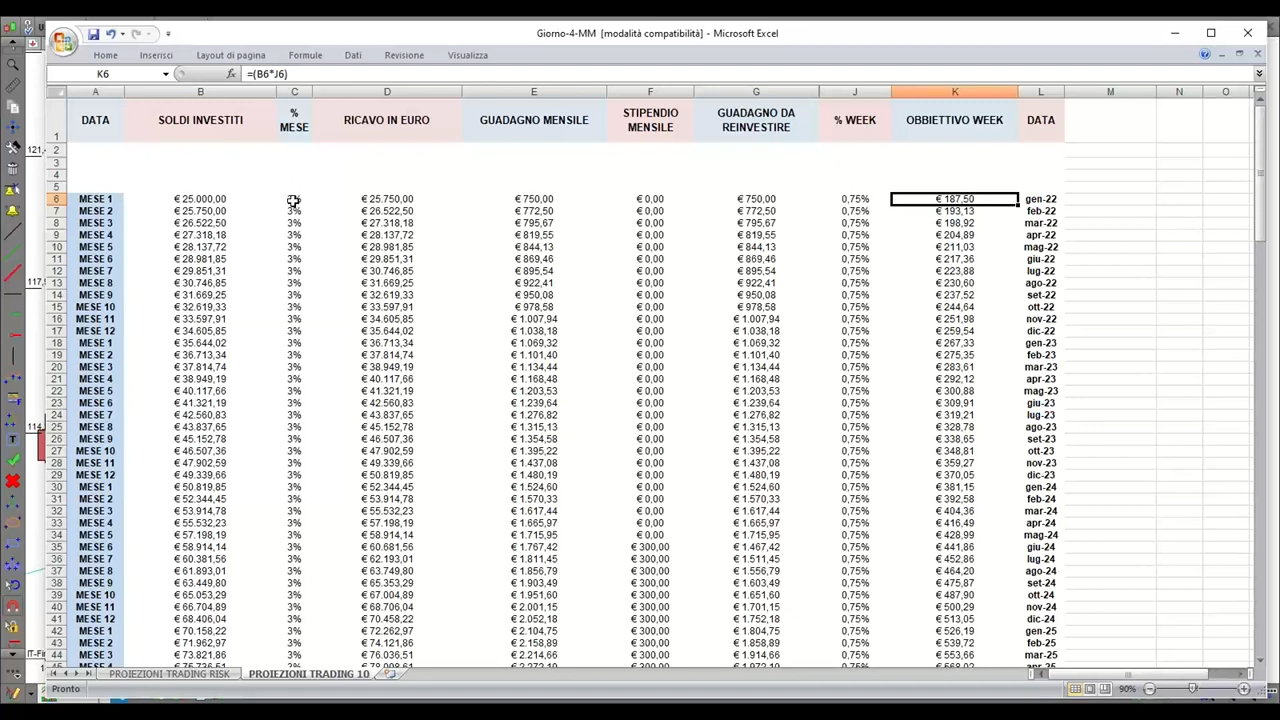 Giorno-4-MM [modalità compatibilità] - Microsoft Excel
Home Inserisci Layout di pagina Formule Dati Revisione Visualizza
K6 fx =(B6*J6)
A B C D E F G J K L M N O
1 DATA SOLDI INVESTITI % MESE RICAVO IN EURO GUADAGNO MENSILE STIPENDIO MENSILE GUADAGNO DA REINVESTIRE % WEEK OBBIETTIVO WEEK DATA
2
3
4
5
6 MESE 1 € 25.000,00 € 25.750,00 € 750,00 € 0,00 € 750,00 0,75% € 187,50 gen-22
7 MESE 2 € 25.750,00 3% € 26.522,50 € 772,50 € 0,00 € 772,50 0,75% € 193,13 feb-22
8 MESE 3 € 26.522,50 3% € 27.318,18 € 795,67 € 0,00 € 795,67 0,75% € 198,92 mar-22
9 MESE 4 € 27.318,18 3% € 28.137,72 € 819,55 € 0,00 € 819,55 0,75% € 204,89 apr-22
10 MESE 5 € 28.137,72 3% € 28.981,85 € 844,13 € 0,00 € 844,13 0,75% € 211,03 mag-22
11 MESE 6 € 28.981,85 3% € 29.851,31 € 869,46 € 0,00 € 869,46 0,75% € 217,36 giu-22
12 MESE 7 € 29.851,31 3% € 30.746,85 € 895,54 € 0,00 € 895,54 0,75% € 223,88 lug-22
13 MESE 8 € 30.746,85 3% € 31.669,25 € 922,41 € 0,00 € 922,41 0,75% € 230,60 ago-22
14 MESE 9 € 31.669,25 3% € 32.619,33 € 950,08 € 0,00 € 950,08 0,75% € 237,52 set-22
15 MESE 10 € 32.619,33 3% € 33.597,91 € 978,58 € 0,00 € 978,58 0,75% € 244,64 ott-22
16 MESE 11 € 33.597,91 3% € 34.605,85 € 1.007,94 € 0,00 € 1.007,94 0,75% € 251,98 nov-22
17 MESE 12 € 34.605,85 3% € 35.644,02 € 1.038,18 € 0,00 € 1.038,18 0,75% € 259,54 dic-22
18 MESE 1 € 35.644,02 3% € 36.713,34 € 1.069,32 € 0,00 € 1.069,32 0,75% € 267,33 gen-23
19 MESE 2 € 36.713,34 3% € 37.814,74 € 1.101,40 € 0,00 € 1.101,40 0,75% € 275,35 feb-23
20 MESE 3 € 37.814,74 3% € 38.949,19 € 1.134,44 € 0,00 € 1.134,44 0,75% € 283,61 mar-23
21 MESE 4 € 38.949,19 3% € 40.117,66 € 1.168,48 € 0,00 € 1.168,48 0,75% € 292,12 apr-23
22 MESE 5 € 40.117,66 3% € 41.321,19 € 1.203,53 € 0,00 € 1.203,53 0,75% € 300,88 mag-23
23 MESE 6 € 41.321,19 3% € 42.560,83 € 1.239,64 € 0,00 € 1.239,64 0,75% € 309,91 giu-23
24 MESE 7 € 42.560,83 3% € 43.837,65 € 1.276,82 € 0,00 € 1.276,82 0,75% € 319,21 lug-23
25 MESE 8 € 43.837,65 3% € 45.152,78 € 1.315,13 € 0,00 € 1.315,13 0,75% € 328,78 ago-23
26 MESE 9 € 45.152,78 3% € 46.507,36 € 1.354,58 € 0,00 € 1.354,58 0,75% € 338,65 set-23
27 MESE 10 € 46.507,36 3% € 47.902,59 € 1.395,22 € 0,00 € 1.395,22 0,75% € 348,81 ott-23
28 MESE 11 € 47.902,59 3% € 49.339,66 € 1.437,08 € 0,00 € 1.437,08 0,75% € 359,27 nov-23
29 MESE 12 € 49.339,66 3% € 50.819,85 € 1.480,19 € 0,00 € 1.480,19 0,75% € 370,05 dic-23
30 MESE 1 € 50.819,85 3% € 52.344,45 € 1.524,60 € 0,00 € 1.524,60 0,75% € 381,15 gen-24
31 MESE 2 € 52.344,45 3% € 53.914,78 € 1.570,33 € 0,00 € 1.570,33 0,75% € 392,58 feb-24
32 MESE 3 € 53.914,78 3% € 55.532,23 € 1.617,44 € 0,00 € 1.617,44 0,75% € 404,36 mar-24
33 MESE 4 € 55.532,23 3% € 57.198,19 € 1.665,97 € 0,00 € 1.665,97 0,75% € 416,49 apr-24
34 MESE 5 € 57.198,19 3% € 58.914,14 € 1.715,95 € 0,00 € 1.715,95 0,75% € 428,99 mag-24
35 MESE 6 € 58.914,14 3% € 60.681,56 € 1.767,42 € 300,00 € 1.467,42 0,75% € 441,86 giu-24
36 MESE 7 € 60.381,56 3% € 62.193,01 € 1.811,45 € 300,00 € 1.511,45 0,75% € 452,86 lug-24
37 MESE 8 € 61.893,01 3% € 63.749,80 € 1.856,79 € 300,00 € 1.556,79 0,75% € 464,20 ago-24
38 MESE 9 € 63.449,80 3% € 65.353,29 € 1.903,49 € 300,00 € 1.603,49 0,75% € 475,87 set-24
39 MESE 10 € 65.053,29 3% € 67.004,89 € 1.951,60 € 300,00 € 1.651,60 0,75% € 487,90 ott-24
40 MESE 11 € 66.704,89 3% € 68.706,04 € 2.001,15 € 300,00 € 1.701,15 0,75% € 500,29 nov-24
41 MESE 12 € 68.406,04 3% € 70.458,22 € 2.052,18 € 300,00 € 1.752,18 0,75% € 513,05 dic-24
42 MESE 1 € 70.158,22 3% € 72.262,97 € 2.104,75 € 300,00 € 1.804,75 0,75% € 526,19 gen-25
43 MESE 2 € 71.962,97 3% € 74.121,86 € 2.158,89 € 300,00 € 1.858,89 0,75% € 539,72 feb-25
44 MESE 3 € 73.821,86 3% € 76.036,51 € 2.214,66 € 300,00 € 1.914,66 0,75% € 553,66 mar-25
PROIEZIONI TRADING RISK PROIEZIONI TRADING 10
Pronto 90%